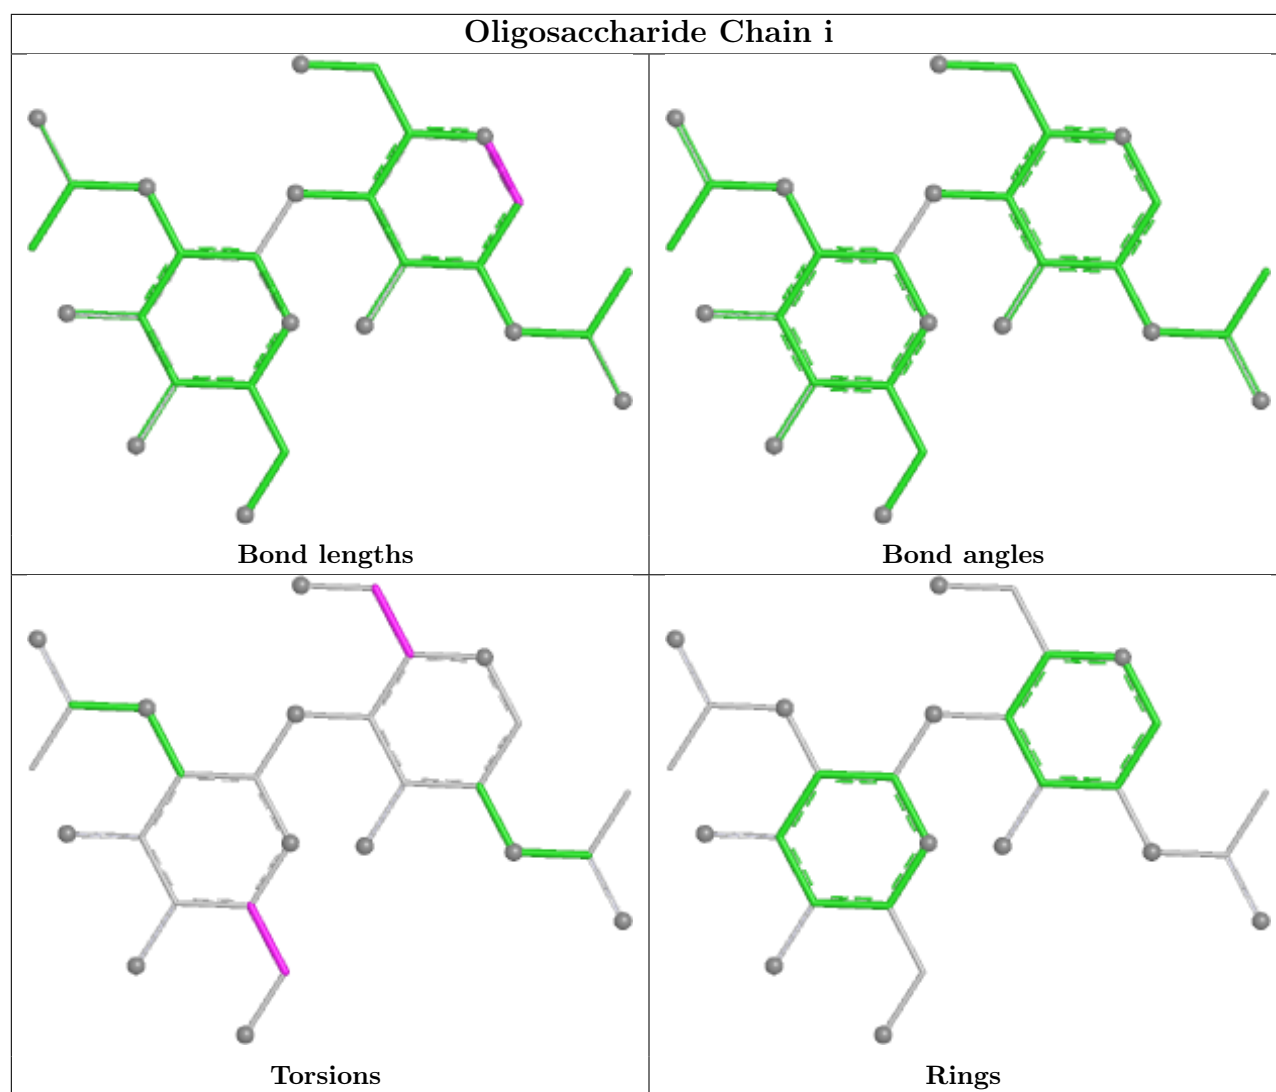 Oligosaccharide Chain i
Bond lengths
Bond angles
Torsions
Rings